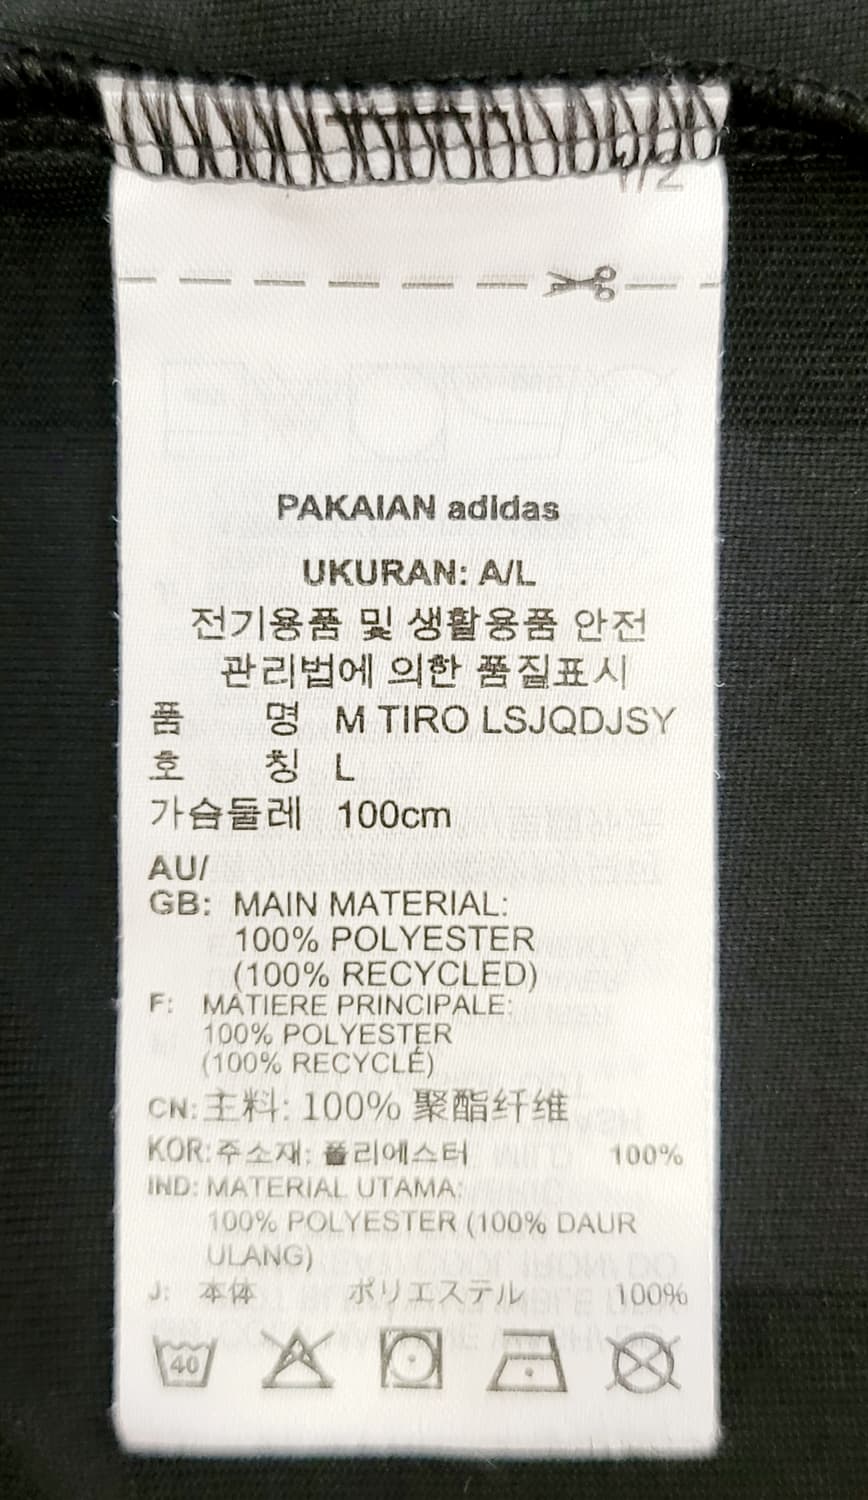 1/2
PAKAIAN adidas
UKURAN: A/L
전기용품 및 생활용품 안전
관리법에 의한 품질표시
품 명 M TIRO LSJQDJSY
호 칭 L
가슴둘레 100cm
AU/
GB: MAIN MATERIAL:
100% POLYESTER
(100% RECYCLED)
F: MATIERE PRINCIPALE:
100% POLYESTER
(100% RECYCLÉ)
CN: 主料: 100% 聚酯纤维
KOR: 주소재: 폴리에스터 100%
IND: MATERIAL UTAMA:
100% POLYESTER (100% DAUR
ULANG)
J: 本体 ポリエステル 100%
40